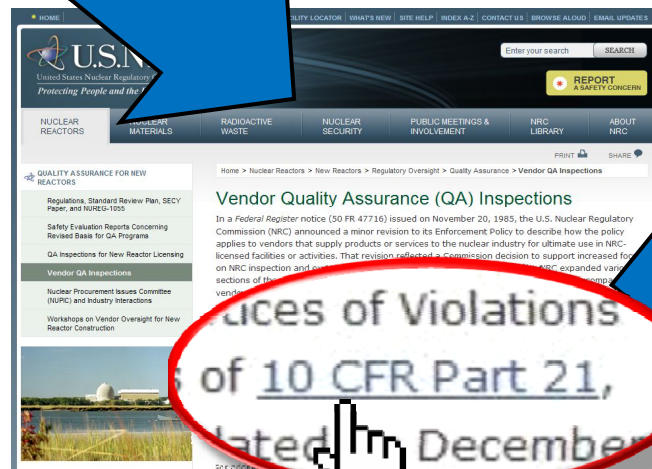 HOME
LOCATOR WHAT'S NEW SITE HELP INDEX A-Z CONTACT US BROWSE ALOUD EMAIL UPDATES
U.S.N
United States Nuclear Regulatory
Protecting People and the
Enter your search SEARCH
REPORT
A SAFETY CONCERN
NUCLEAR REACTORS
NUCLEAR MATERIALS
RADIOACTIVE WASTE
NUCLEAR SECURITY
PUBLIC MEETINGS & INVOLVEMENT
NRC LIBRARY
ABOUT NRC
PRINT SHARE
QUALITY ASSURANCE FOR NEW
REACTORS
Regulations, Standard Review Plan, SECY
Paper, and NUREG-1055
Safety Evaluation Reports Concerning
Revised Basis for QA Programs
QA Inspections for New Reactor Licensing
Vendor QA Inspections
Nuclear Procurement Issues Committee
(NUPIC) and Industry Interactions
Workshops on Vendor Oversight for New
Reactor Construction
Home > Nuclear Reactors > New Reactors > Regulatory Oversight > Quality Assurance > Vendor QA Inspections
Vendor Quality Assurance (QA) Inspections
In a Federal Register notice (50 FR 47716) issued on November 20, 1985, the U.S. Nuclear Regulatory
Commission (NRC) announced a minor revision to its Enforcement Policy to describe how the policy
applies to vendors that supply products or services to the nuclear industry for ultimate use in NRC-
licensed facilities or activities. That revision reflected a Commission decision to support increased
on NRC inspection and NRC expanded
sections of the
of Violations
of 10 CFR Part 21,
December